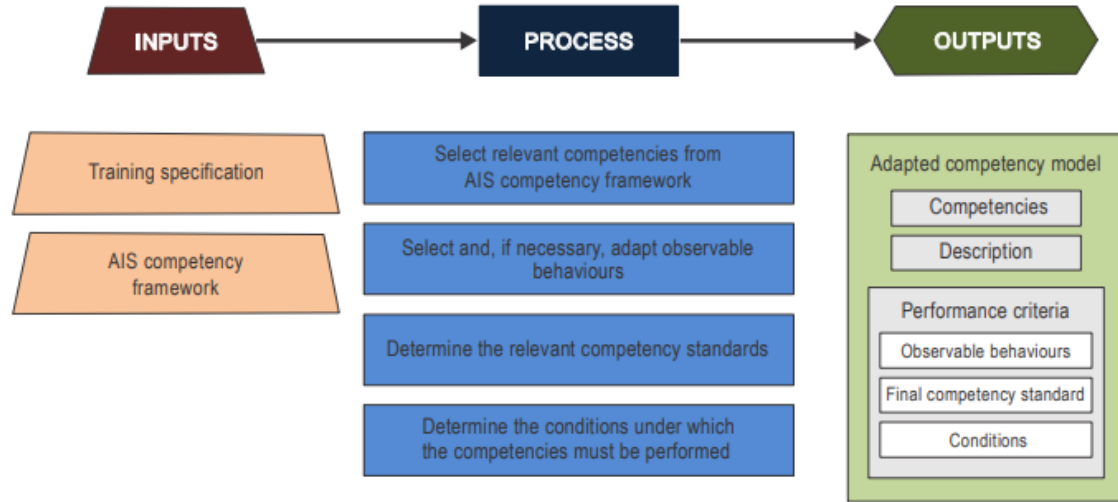 INPUTS
PROCESS
OUTPUTS
Training specification
AIS competency
framework
Select relevant competencies from
AIS competency framework
Select and, if necessary, adapt observable
behaviours
Determine the relevant competency standards
Determine the conditions under which
the competencies must be performed
Adapted competency model
Competencies
Description
Performance criteria
Observable behaviours
Final competency standard
Conditions